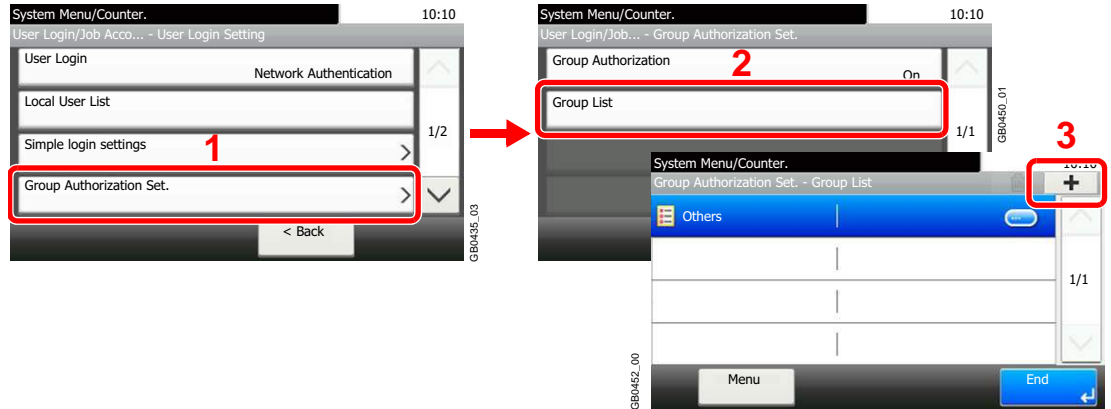 System Menu/Counter. 10:10
User Login/Job Acco... - User Login Setting
User Login
Network Authentication
Local User List
1/2
Simple login settings
1
Group Authorization Set.
< Back
GB0435_03
System Menu/Counter. 10:10
User Login/Job... - Group Authorization Set.
Group Authorization
2
On
Group List
1/1
GB0450_01
3
System Menu/Counter. 10:10
Group Authorization Set. - Group List
+
Others
1/1
Menu
End
GB0452_00